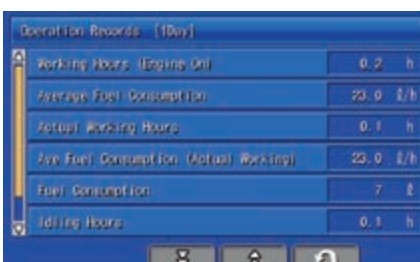 Operation Records [1Day]
Working Hours (Engine On) 0.2 h
Average Fuel Consumption 23.0 ℓ/h
Actual Working Hours 0.1 h
Ave Fuel Consumption (Actual Working) 23.0 ℓ/h
Fuel Consumption 7 ℓ
Idling Hours 0.1 h